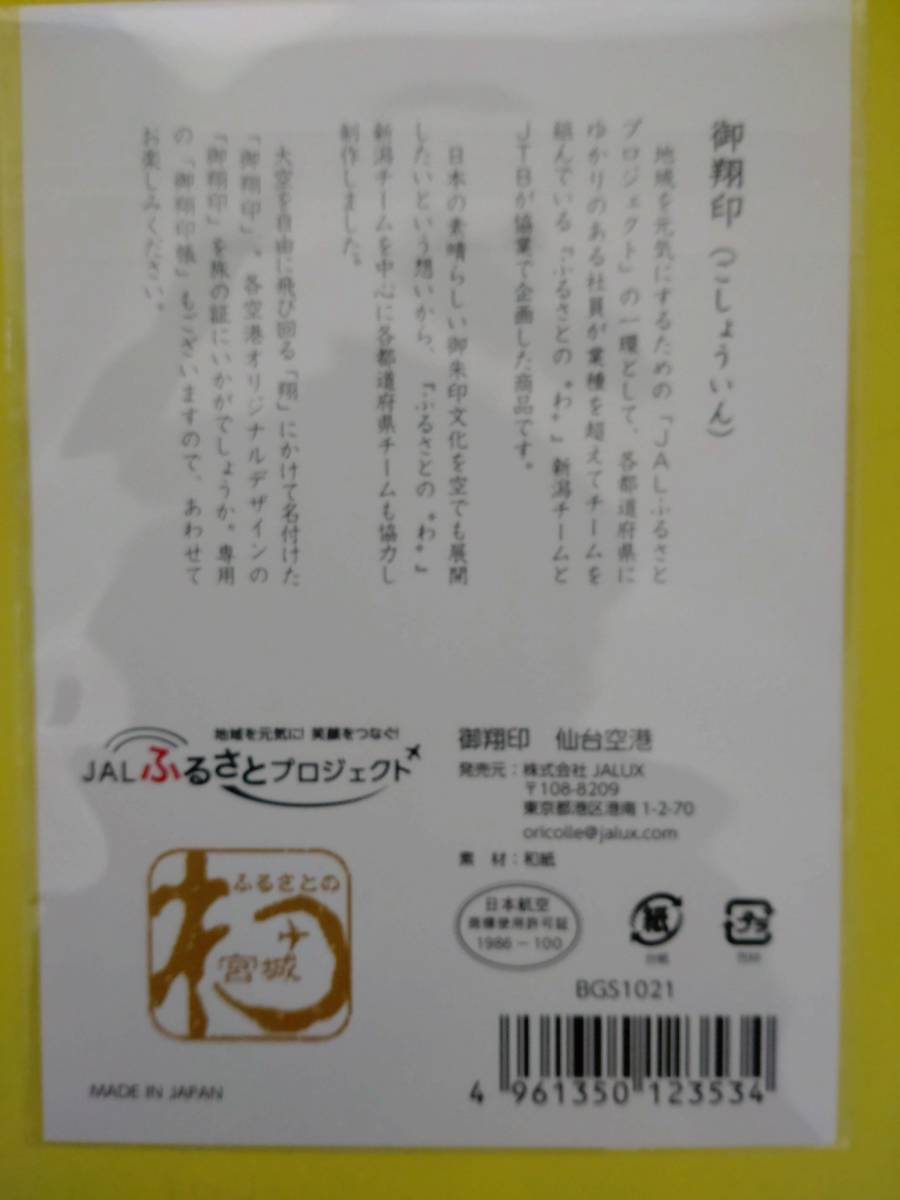 御翔印（ごしょういん）
地域を元気にするための「JALふるさと
プロジェクト」の一環として、各都道府県に
ゆかりのある社員が業種を超えてチームを
組んでいる「ふるさとの〝わ〟」新潟チームと
JTBが協業で企画した商品です。
日本の素晴らしい御朱印文化を空でも展開
したいという想いから、「ふるさとの〝わ〟」
新潟チームを中心に各都道府県チームも協力し
制作しました。
大空を自由に飛び回る「翔」にかけて名付けた
「御翔印」、各空港オリジナルデザインの
「御翔印」を旅の証にいかがでしょうか。専用
の「御翔印帳」もございますので、あわせて
お楽しみください。
地域を元気に! 笑顔をつなぐ!
JALふるさとプロジェクト
ふるさとの
宮城
MADE IN JAPAN
御翔印 仙台空港
発売元：株式会社 JALUX
〒108-8209
東京都港区港南 1-2-70
oricolle@jalux.com
素 材：和紙
日本航空
商標使用許可証
1986－100
紙
台紙
プラ
BGS1021
4 961350 123534